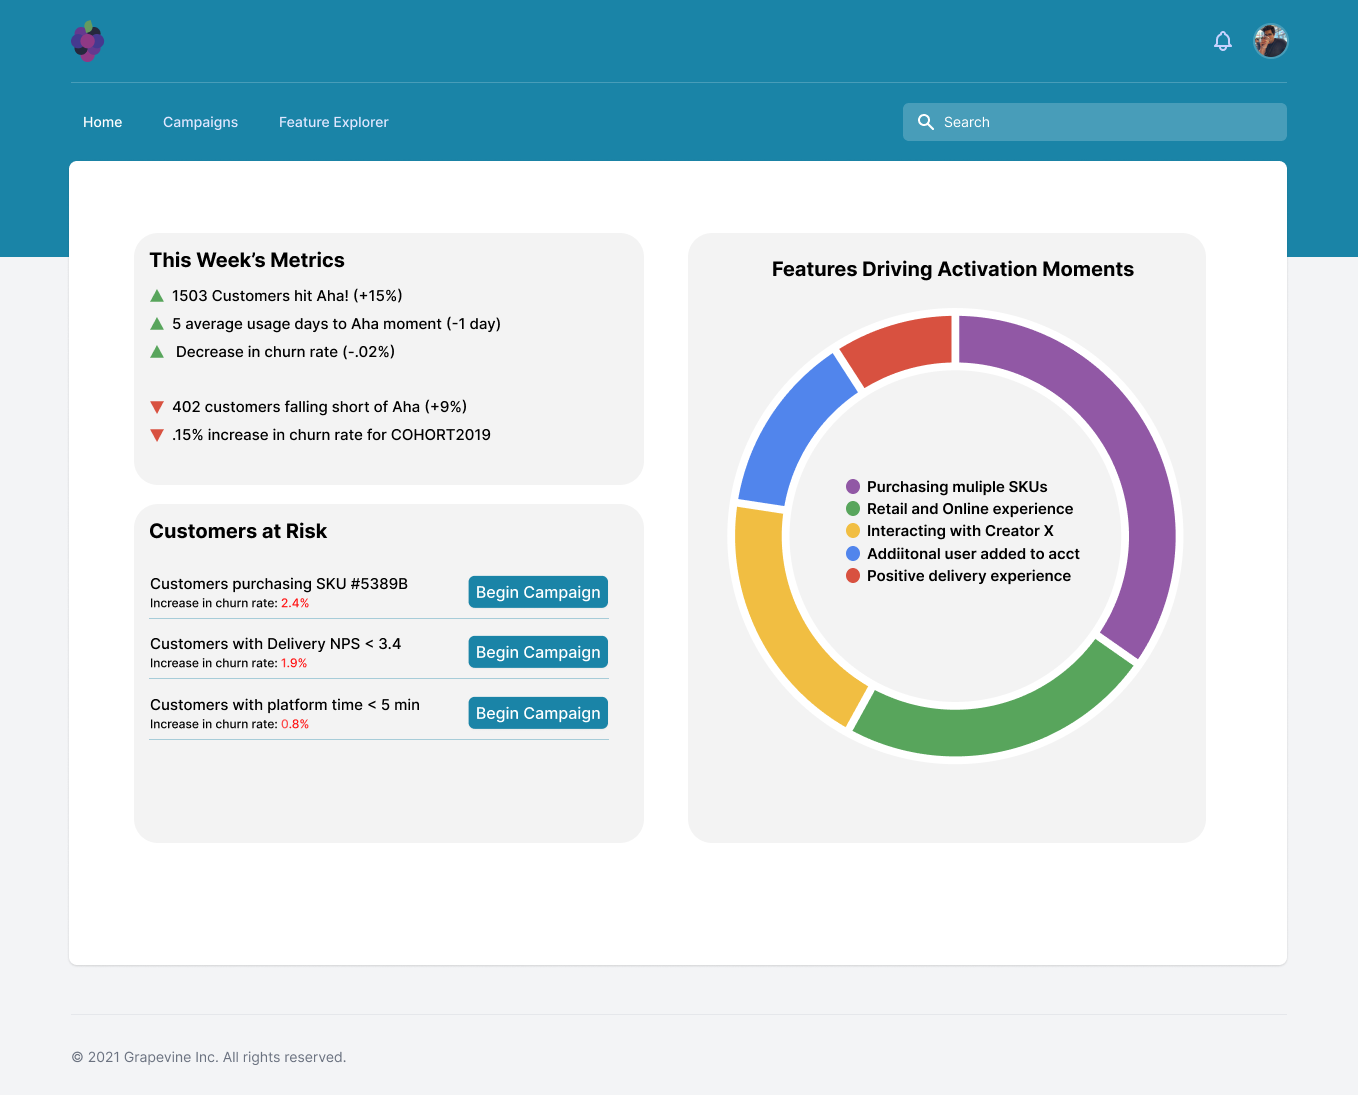 Home
Campaigns
Feature Explorer
Search
This Week’s Metrics
1503 Customers hit Aha! (+15%)
5 average usage days to Aha moment (-1 day)
Decrease in churn rate (-.02%)
402 customers falling short of Aha (+9%)
.15% increase in churn rate for COHORT2019
Customers at Risk
Customers purchasing SKU #5389B
Increase in churn rate: 2.4%
Begin Campaign
Customers with Delivery NPS < 3.4
Increase in churn rate: 1.9%
Begin Campaign
Customers with platform time < 5 min
Increase in churn rate: 0.8%
Begin Campaign
Features Driving Activation Moments
Purchasing muliple SKUs
Retail and Online experience
Interacting with Creator X
Addiitonal user added to acct
Positive delivery experience
© 2021 Grapevine Inc. All rights reserved.